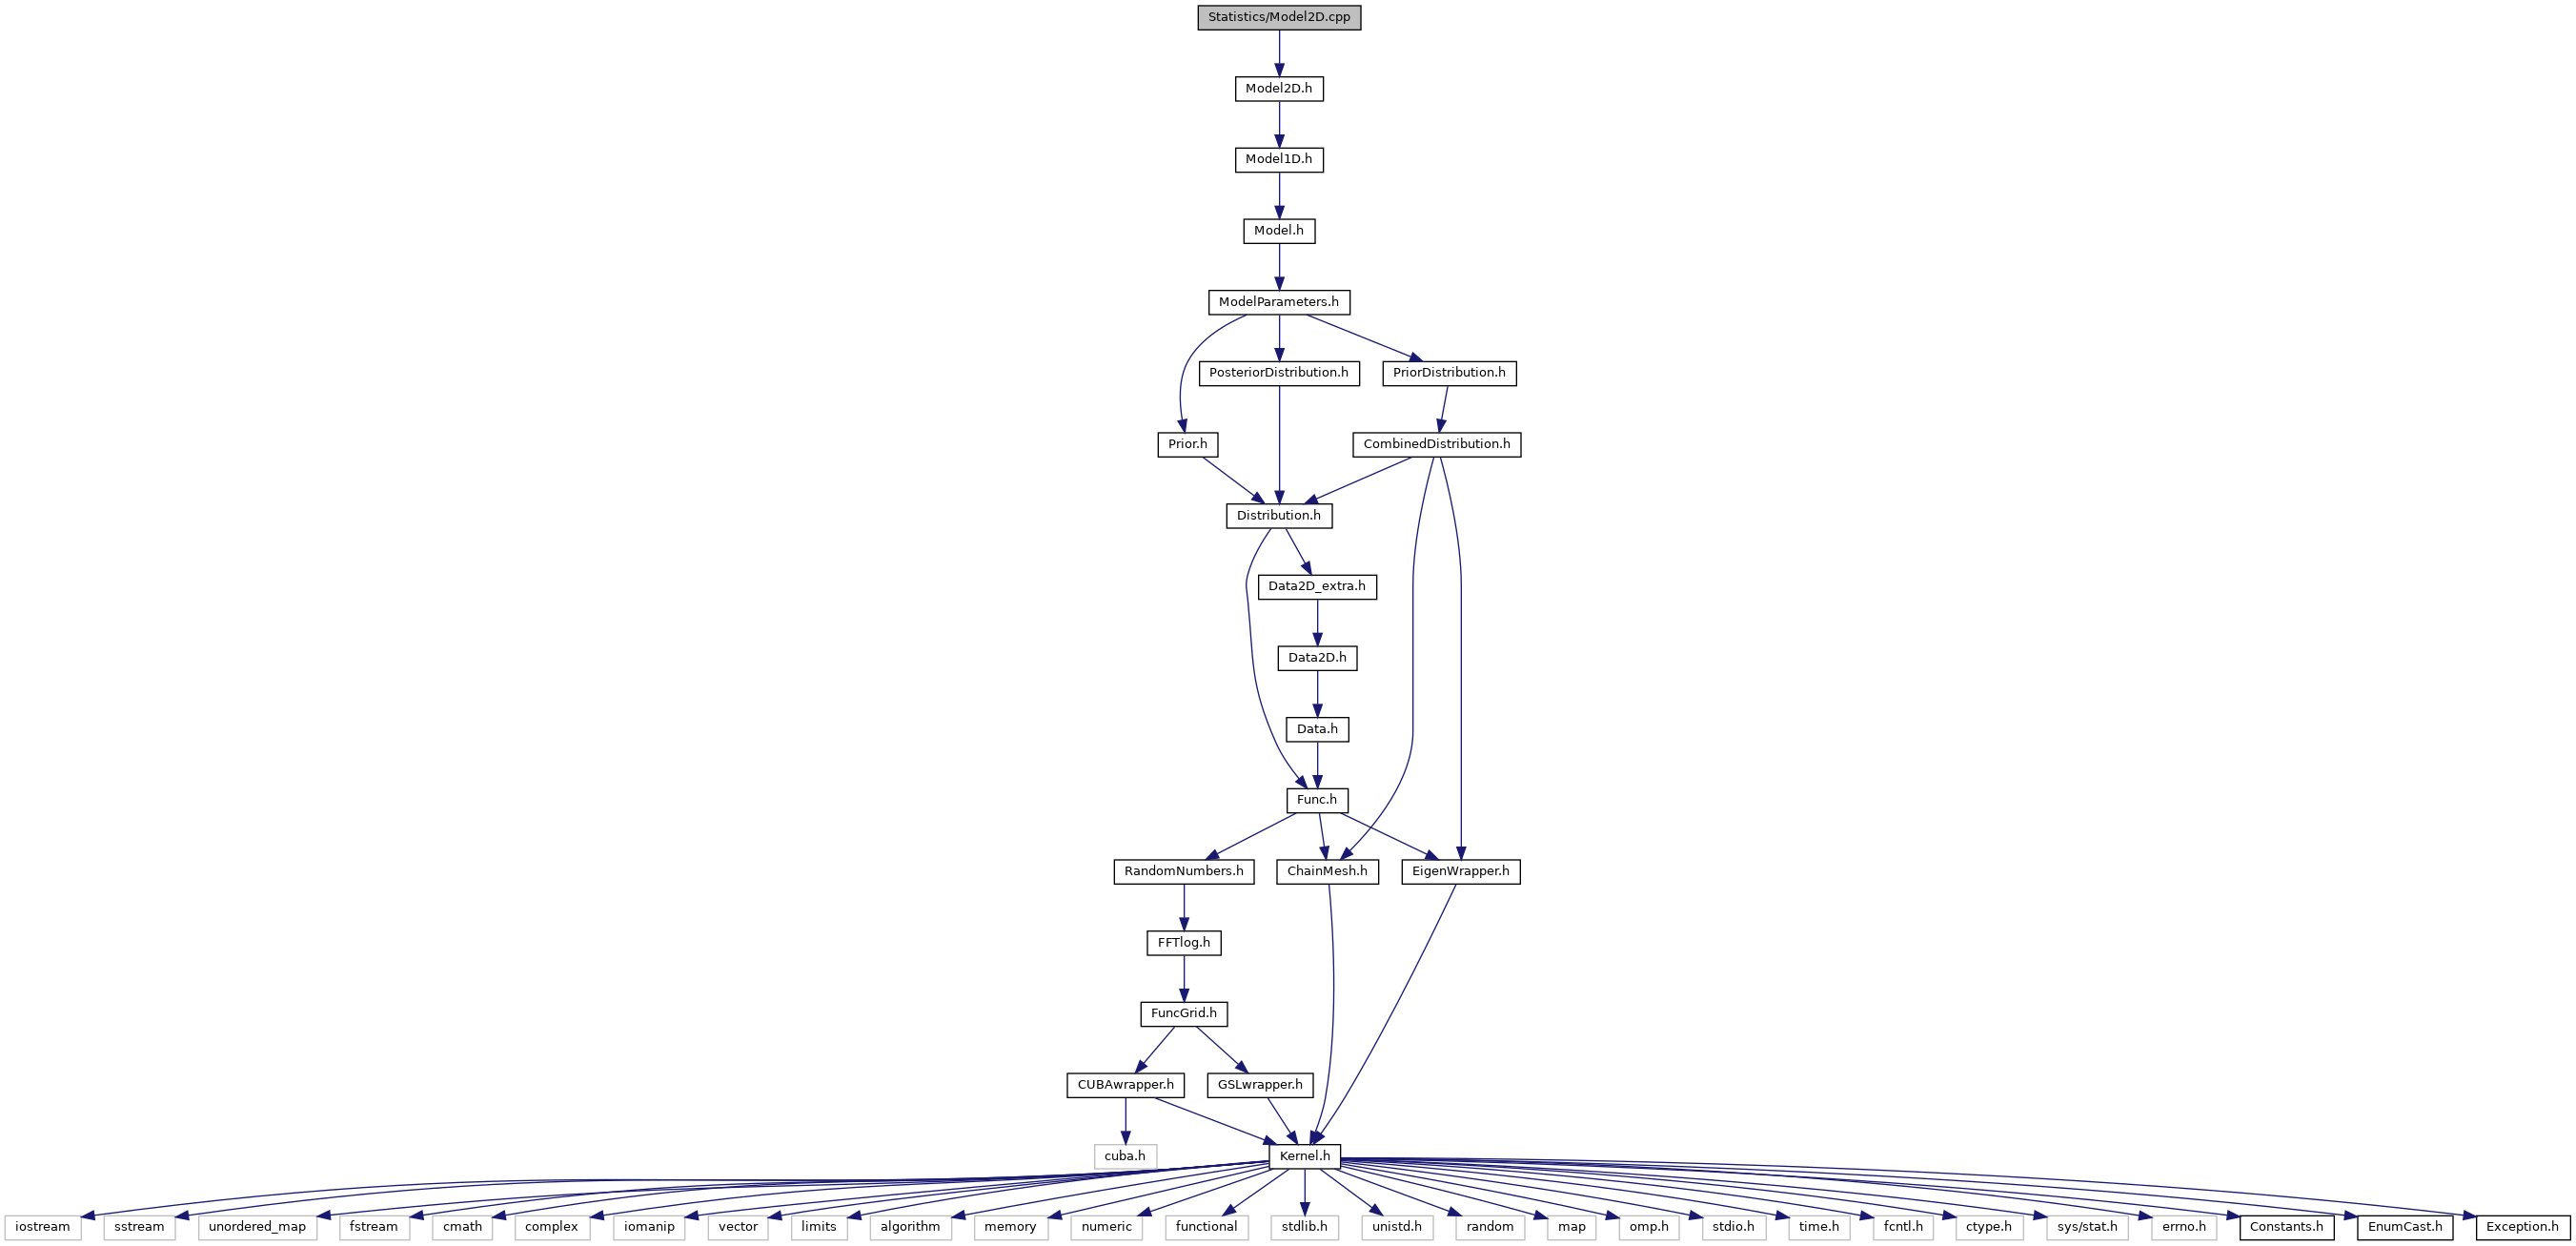 Statistics/Model2D.cpp
Model2D.h
Model1D.h
Model.h
ModelParameters.h
PosteriorDistribution.h
PriorDistribution.h
Prior.h
CombinedDistribution.h
Distribution.h
Data2D_extra.h
Data2D.h
Data.h
Func.h
RandomNumbers.h
ChainMesh.h
EigenWrapper.h
FFTlog.h
FuncGrid.h
CUBAwrapper.h
GSLwrapper.h
cuba.h
Kernel.h
iostream
sstream
unordered_map
fstream
cmath
complex
iomanip
vector
limits
algorithm
memory
numeric
functional
stdlib.h
unistd.h
random
map
omp.h
stdio.h
time.h
fcntl.h
ctype.h
sys/stat.h
errno.h
Constants.h
EnumCast.h
Exception.h